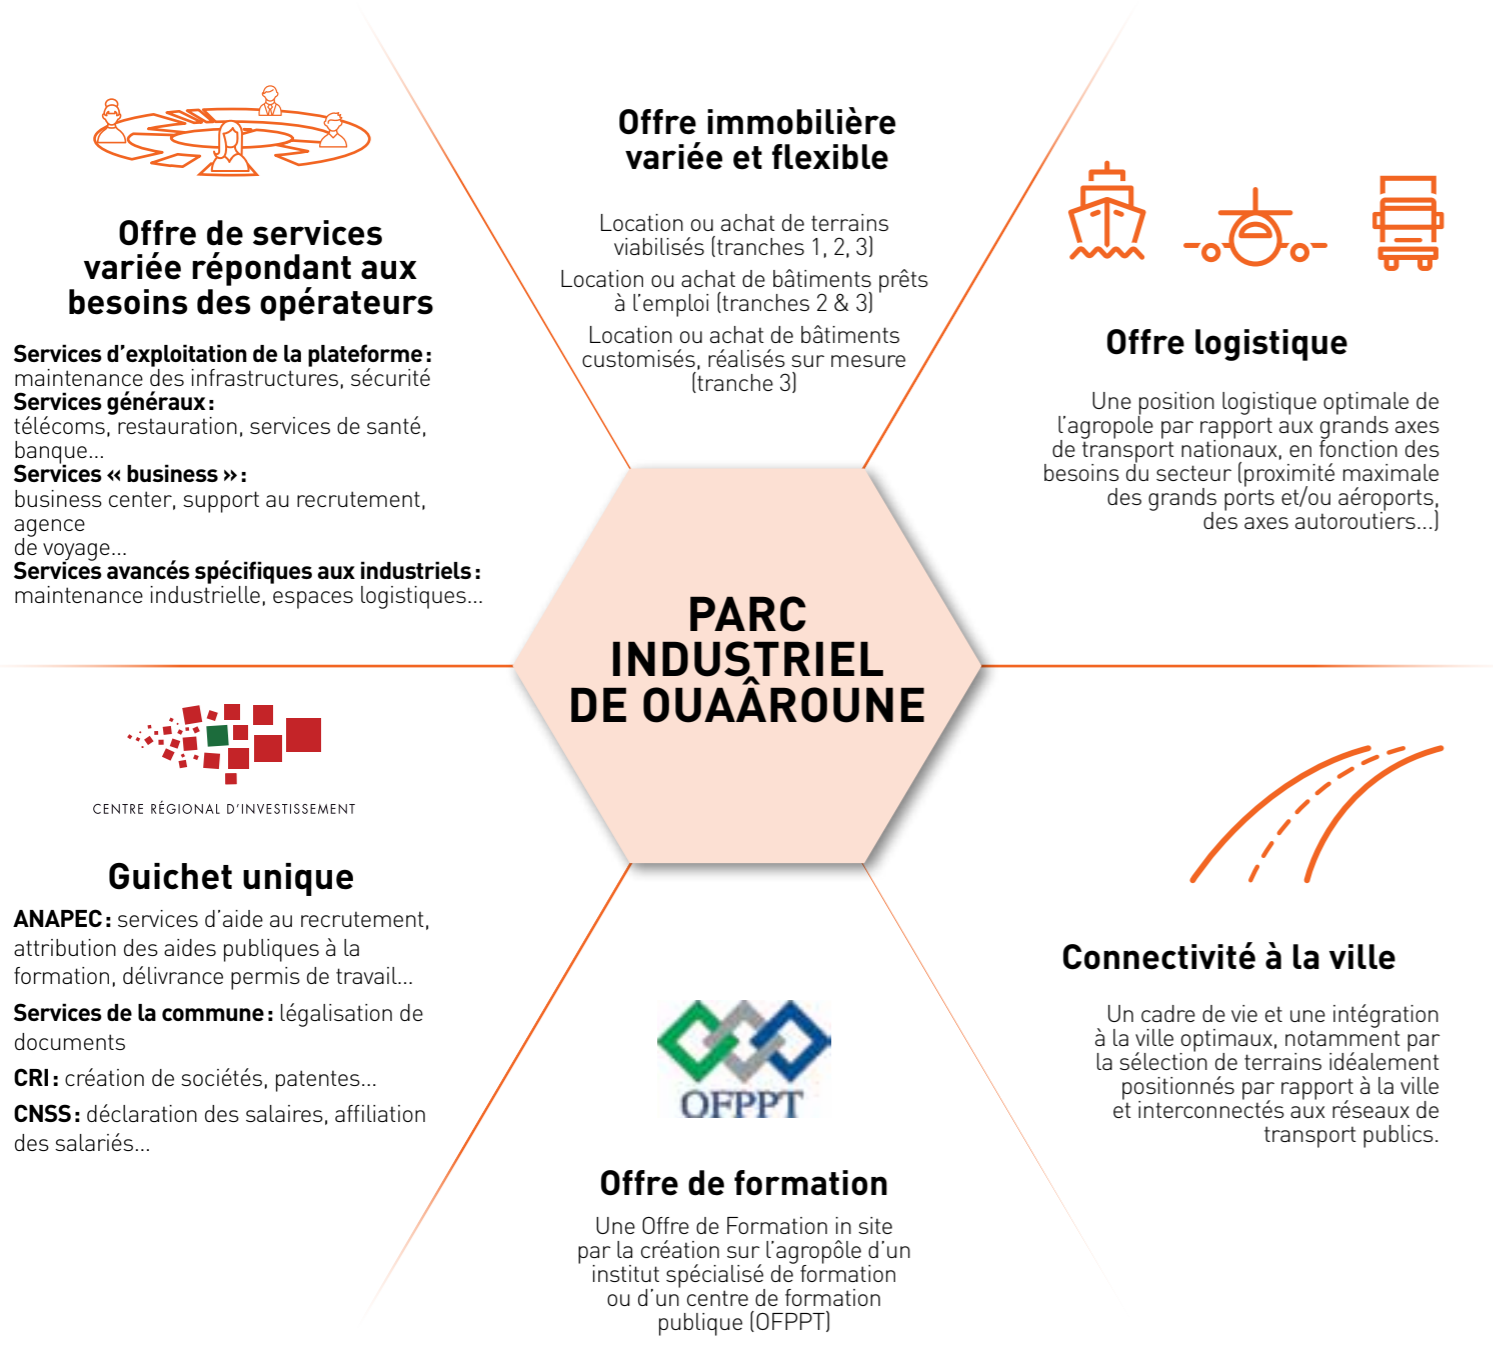 Offre de services
variée répondant aux
besoins des opérateurs
Services d’exploitation de la plateforme :
maintenance des infrastructures, sécurité
Services généraux :
télécoms, restauration, services de santé,
banque...
Services « business » :
business center, support au recrutement,
agence
de voyage...
Services avancés spécifiques aux industriels :
maintenance industrielle, espaces logistiques...
Offre immobilière
variée et flexible
Location ou achat de terrains
viabilisés (tranches 1, 2, 3)
Location ou achat de bâtiments prêts
à l’emploi (tranches 2 & 3)
Location ou achat de bâtiments
customisés, réalisés sur mesure
(tranche 3)
Offre logistique
Une position logistique optimale de
l’agropole par rapport aux grands axes
de transport nationaux, en fonction des
besoins du secteur (proximité maximale
des grands ports et/ou aéroports,
des axes autoroutiers...)
PARC
INDUSTRIEL
DE OUAÂROUNE
CENTRE RÉGIONAL D’INVESTISSEMENT
Guichet unique
ANAPEC : services d’aide au recrutement,
attribution des aides publiques à la
formation, délivrance permis de travail...
Services de la commune : légalisation de
documents
CRI : création de sociétés, patentes...
CNSS : déclaration des salaires, affiliation
des salariés...
OFPPT
Offre de formation
Une Offre de Formation in site
par la création sur l’agropôle d’un
institut spécialisé de formation
ou d’un centre de formation
publique (OFPPT)
Connectivité à la ville
Un cadre de vie et une intégration
à la ville optimaux, notamment par
la sélection de terrains idéalement
positionnés par rapport à la ville
et interconnectés aux réseaux de
transport publics.